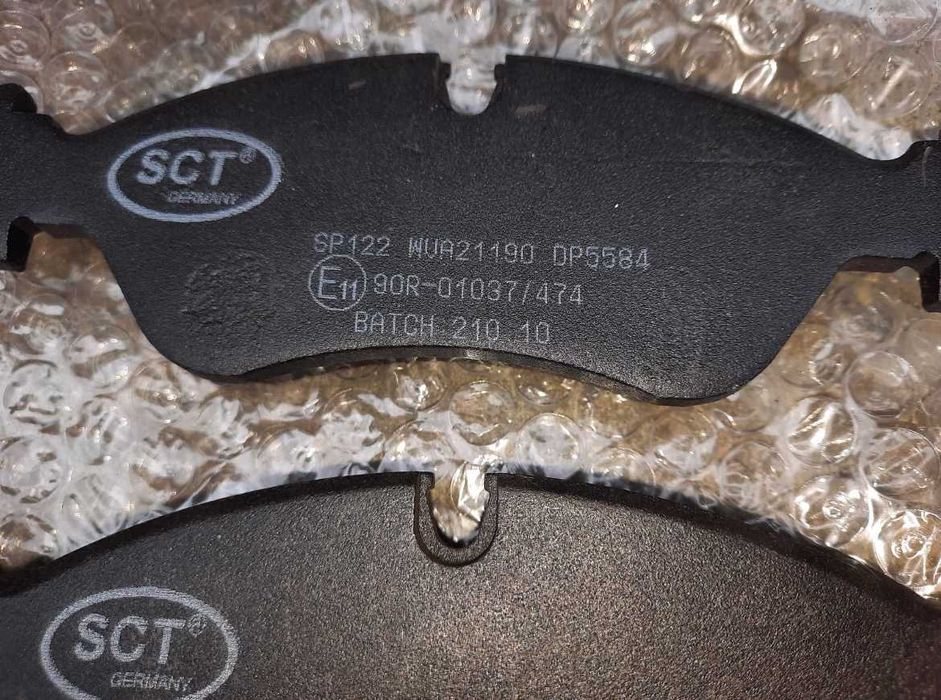 SCT®
GERMANY
SP122 WVA21190 DP5584
E11 90R-01037/474
BATCH 210 10
SCT®
GERMANY